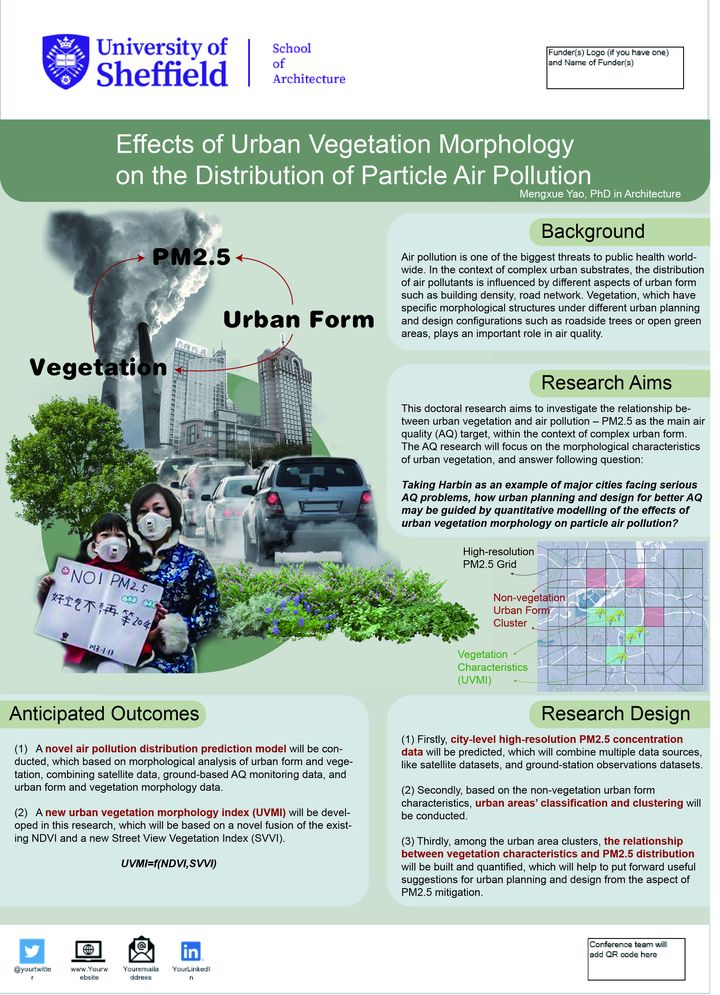 University of
Sheffield
School
of
Architecture
Funder(s) Logo (if you have one)
and Name of Funder(s)
Effects of Urban Vegetation Morphology
on the Distribution of Particle Air Pollution
Mengxue Yao, PhD in Architecture
PM2.5
Urban Form
Vegetation
NO! PM2.5
好空气不再等20年
Background
Air pollution is one of the biggest threats to public health world-
wide. In the context of complex urban substrates, the distribution
of air pollutants is influenced by different aspects of urban form
such as building density, road network. Vegetation, which have
specific morphological structures under different urban planning
and design configurations such as roadside trees or open green
areas, plays an important role in air quality.
Research Aims
This doctoral research aims to investigate the relationship be-
tween urban vegetation and air pollution – PM2.5 as the main air
quality (AQ) target, within the context of complex urban form.
The AQ research will focus on the morphological characteristics
of urban vegetation, and answer following question:
Taking Harbin as an example of major cities facing serious
AQ problems, how urban planning and design for better AQ
may be guided by quantitative modelling of the effects of
urban vegetation morphology on particle air pollution?
High-resolution
PM2.5 Grid
Non-vegetation
Urban Form
Cluster
Vegetation
Characteristics
(UVMI)
Anticipated Outcomes
(1) A novel air pollution distribution prediction model will be con-
ducted, which based on morphological analysis of urban form and vege-
tation, combining satellite data, ground-based AQ monitoring data, and
urban form and vegetation morphology data.
(2) A new urban vegetation morphology index (UVMI) will be devel-
oped in this research, which will be based on a novel fusion of the exist-
ing NDVI and a new Street View Vegetation Index (SVVI).
UVMI=f(NDVI,SVVI)
Research Design
(1) Firstly, city-level high-resolution PM2.5 concentration
data will be predicted, which will combine multiple data sources,
like satellite datasets, and ground-station observations datasets.
(2) Secondly, based on the non-vegetation urban form
characteristics, urban areas' classification and clustering will
be conducted.
(3) Thirdly, among the urban area clusters, the relationship
between vegetation characteristics and PM2.5 distribution
will be built and quantified, which will help to put forward useful
suggestions for urban planning and design from the aspect of
PM2.5 mitigation.
@yourtwitte
r
www.Yourw
ebsite
Youremaila
ddress
YourLinkedI
n
Conference team will
add QR code here